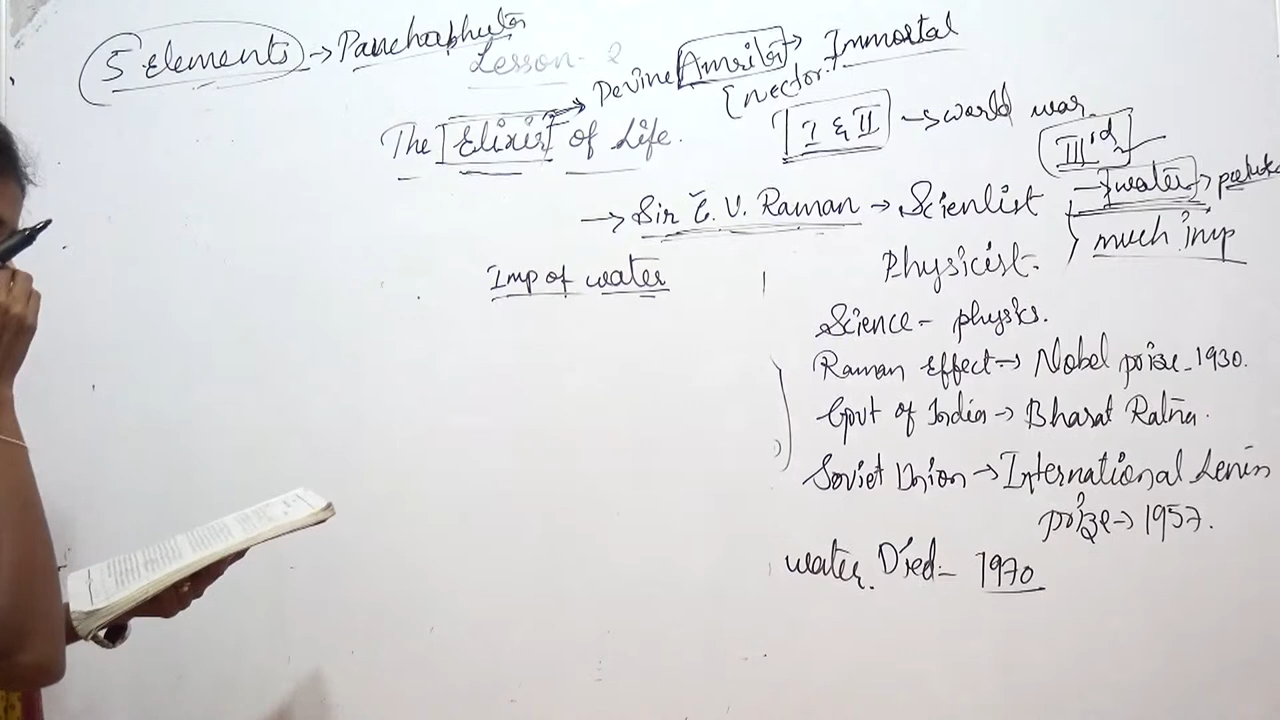 5 Elements → Panchabhuta
Lesson - 2
Devine Amrita → Immortal
[nector]
The Elixir of Life.
I & II → world war
III rd
→ Sir C. V. Raman → Scientist
→ water →
much imp
Physicist.
Imp of water
Science - physics.
Raman Effect → Nobel prize - 1930.
Govt of India → Bharat Ratna.
Soviet Union → International Lenin
prize → 1957.
water. Died - 1970